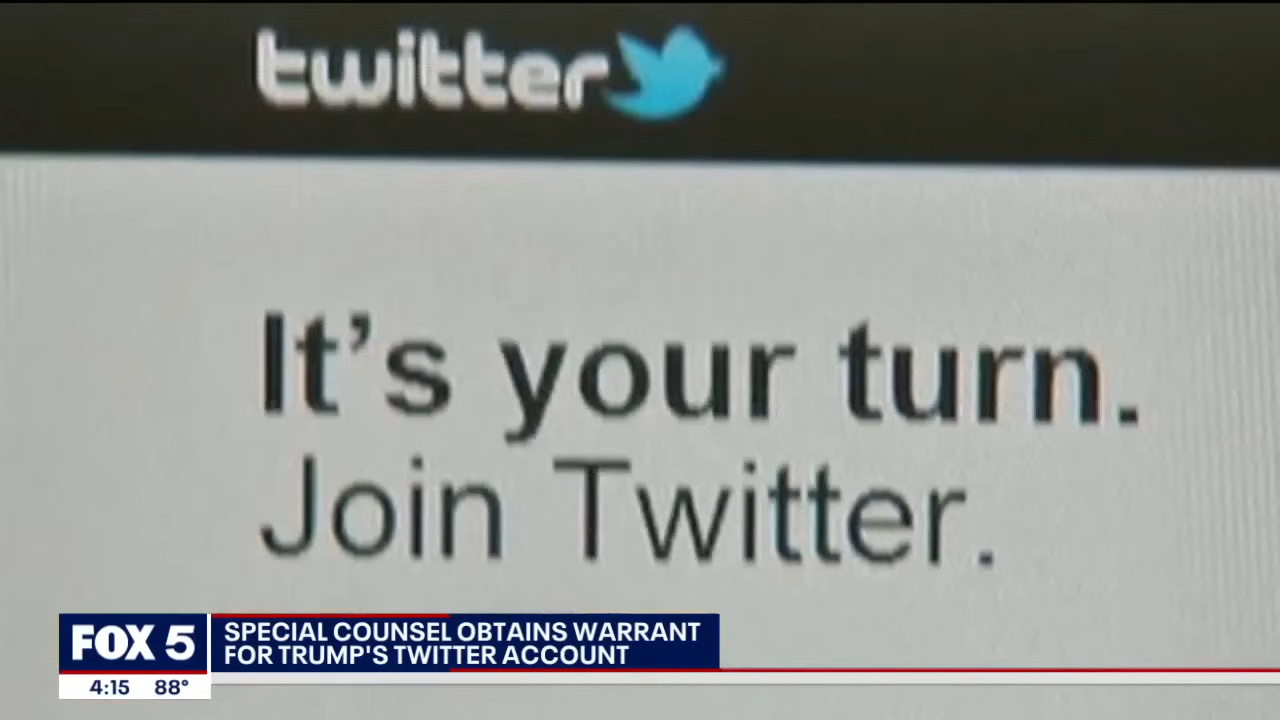 twitter
It's your turn.
Join Twitter.
FOX 5
SPECIAL COUNSEL OBTAINS WARRANT
FOR TRUMP'S TWITTER ACCOUNT
4:15 88°